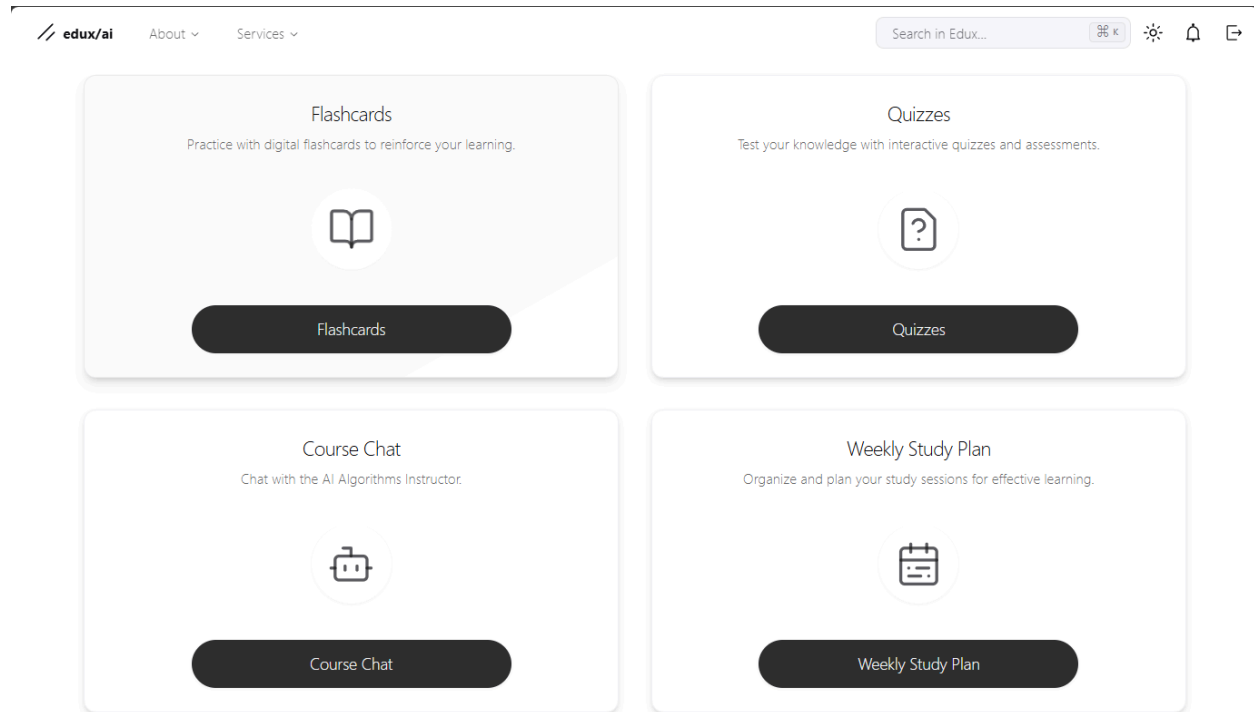 edux/ai
About
Services
Search in Edux...
⌘ K
Flashcards
Practice with digital flashcards to reinforce your learning.
Flashcards
Quizzes
Test your knowledge with interactive quizzes and assessments.
Quizzes
Course Chat
Chat with the AI Algorithms Instructor.
Course Chat
Weekly Study Plan
Organize and plan your study sessions for effective learning.
Weekly Study Plan